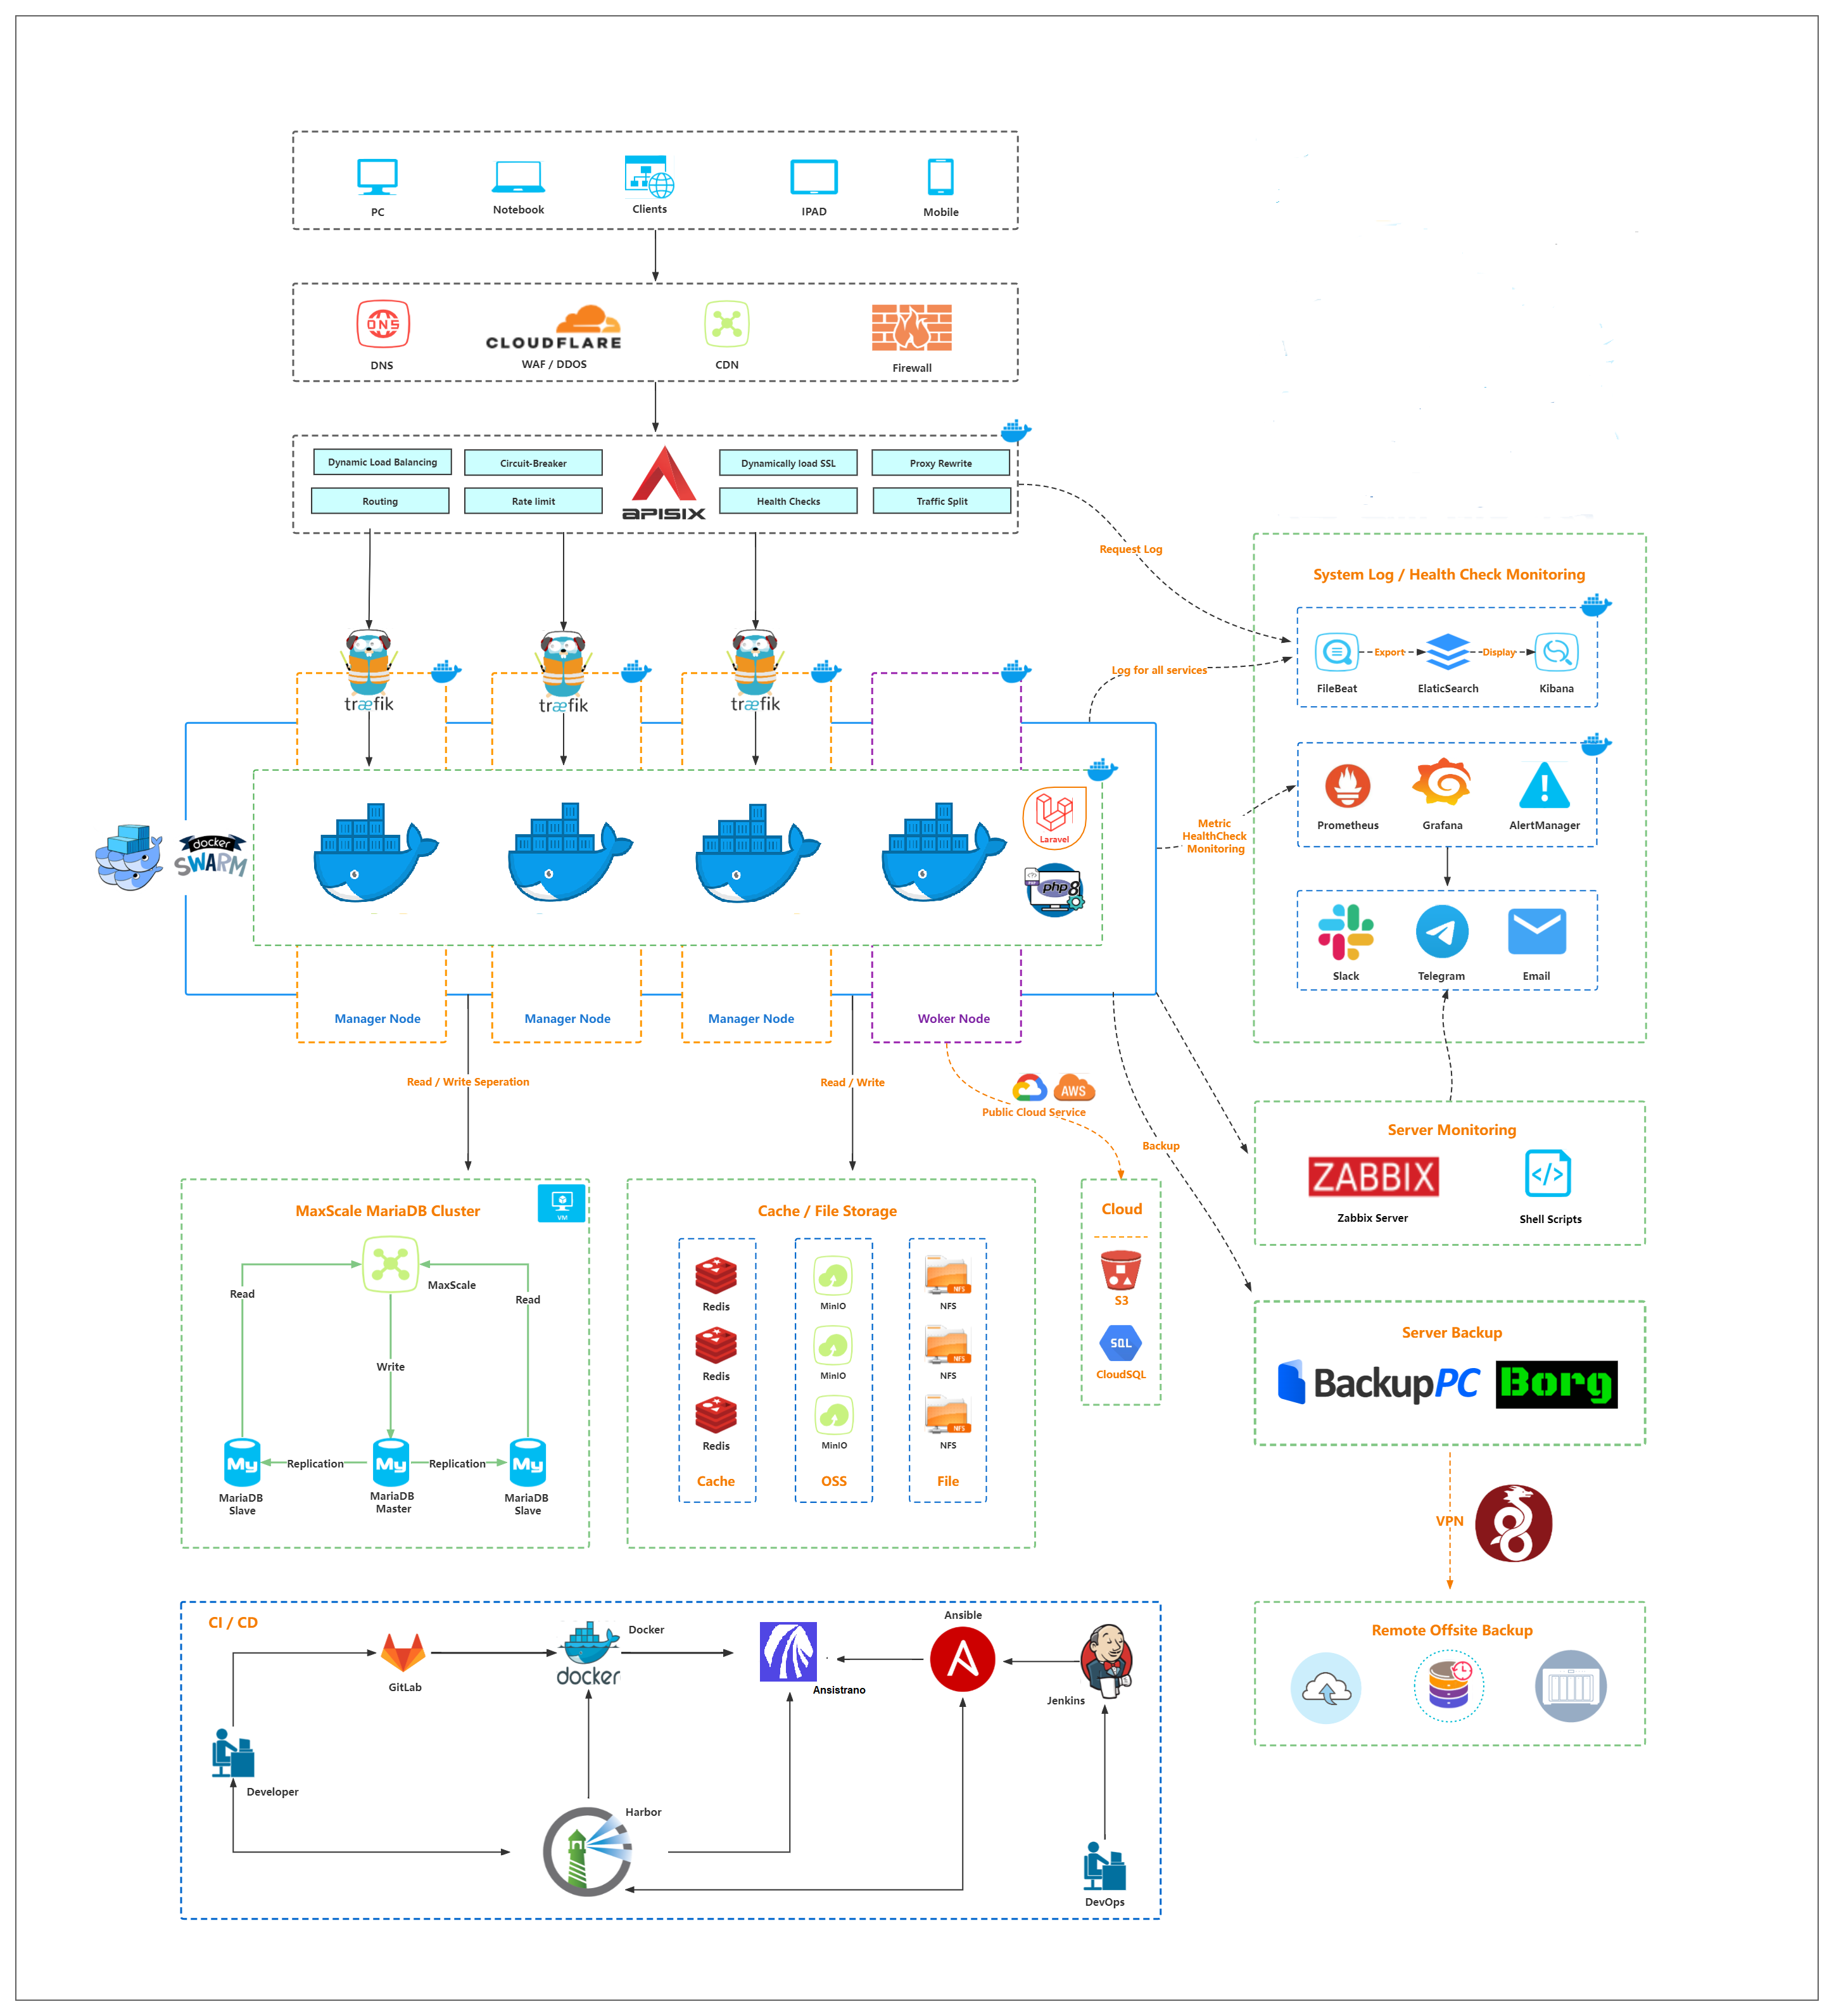 PC
Notebook
Clients
IPAD
Mobile
DNS
CLOUDFLARE
DNS
WAF / DDOS
CDN
Firewall
Dynamic Load Balancing
Circuit-Breaker
Dynamically load SSL
Proxy Rewrite
Routing
Rate limit
APISIX
Health Checks
Traffic Split
Request Log
System Log / Health Check Monitoring
Export
Display
FileBeat
ElaticSearch
Kibana
Log for all services
træfik
træfik
træfik
docker
SWARM
Laravel
php 8
Metric
HealthCheck
Monitoring
Prometheus
Grafana
AlertManager
Slack
Telegram
Email
Manager Node
Manager Node
Manager Node
Woker Node
Read / Write Seperation
Read / Write
AWS
Public Cloud Service
Backup
Server Monitoring
ZABBIX
Zabbix Server
Shell Scripts
MaxScale MariaDB Cluster
VM
MaxScale
Read
Read
Write
My
My
My
Replication
Replication
MariaDB
Slave
MariaDB
Master
MariaDB
Slave
Cache / File Storage
Redis
MinIO
NFS
NFS
Redis
MinIO
NFS
NFS
Redis
MinIO
NFS
NFS
Cache
OSS
File
Cloud
S3
SQL
CloudSQL
Server Backup
BackupPC
Borg
VPN
Remote Offsite Backup
CI / CD
GitLab
docker
Docker
Ansistrano
Ansible
Jenkins
Developer
Harbor
DevOps